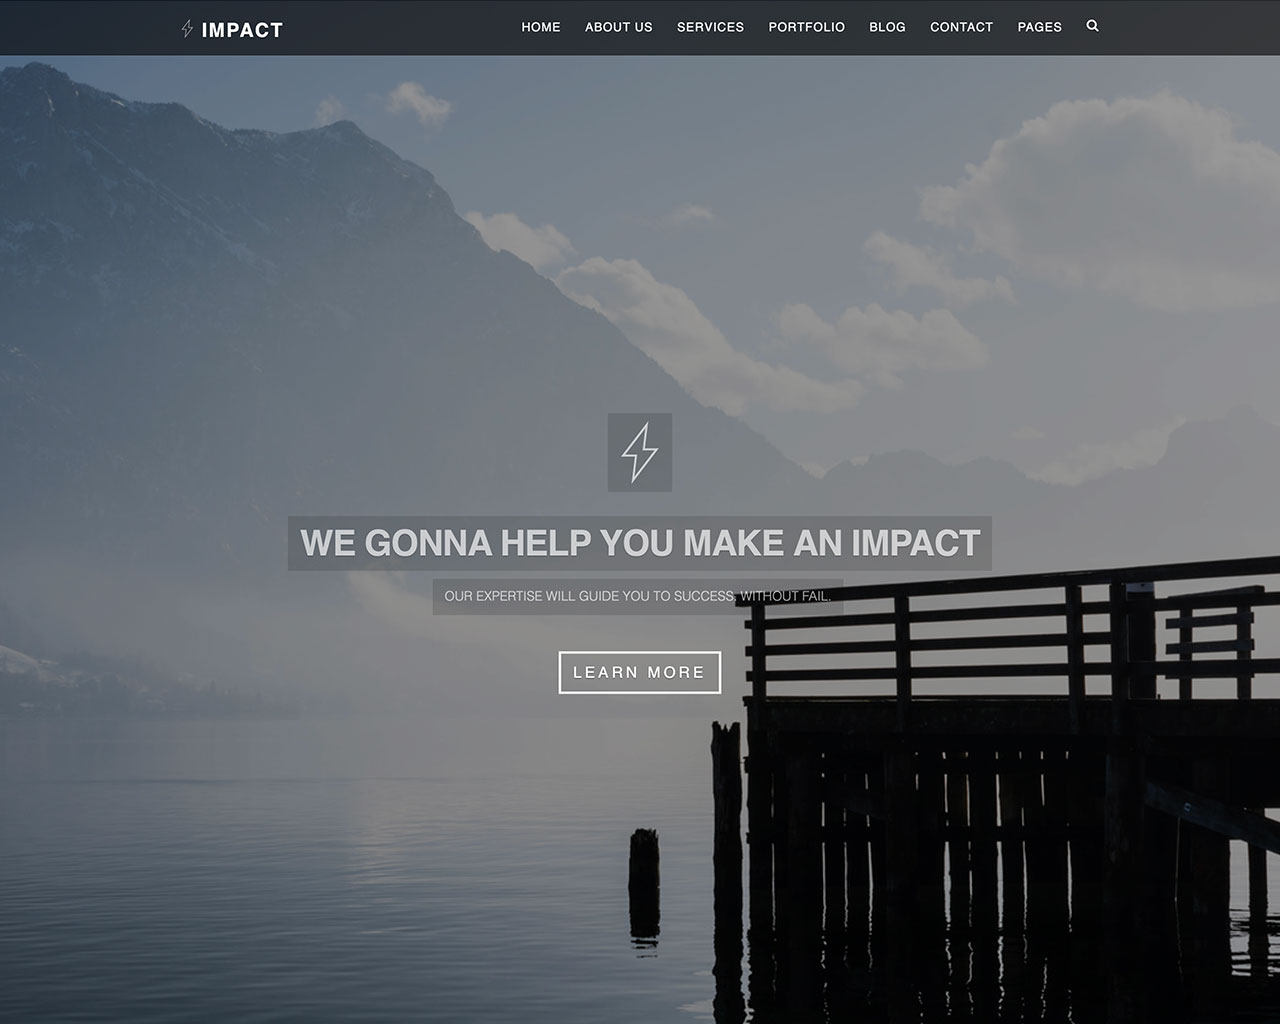 IMPACT
HOME ABOUT US SERVICES PORTFOLIO BLOG CONTACT PAGES
WE GONNA HELP YOU MAKE AN IMPACT
OUR EXPERTISE WILL GUIDE YOU TO SUCCESS, WITHOUT FAIL.
LEARN MORE